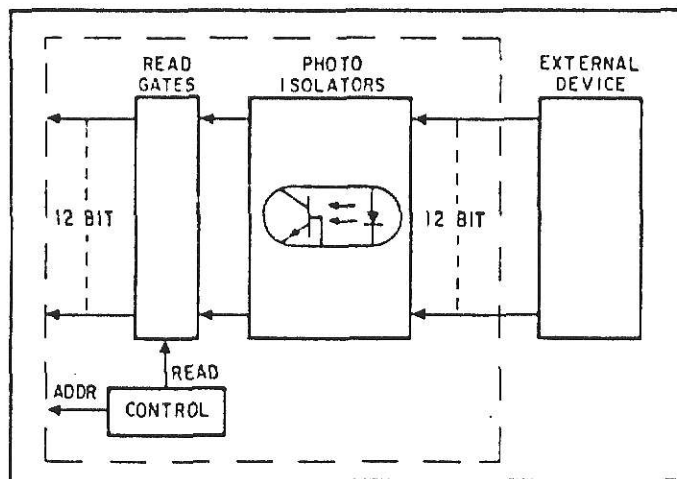 READ
GATES
PHOTO
ISOLATORS
EXTERNAL
DEVICE
12 BIT
12 BIT
READ
ADDR
CONTROL